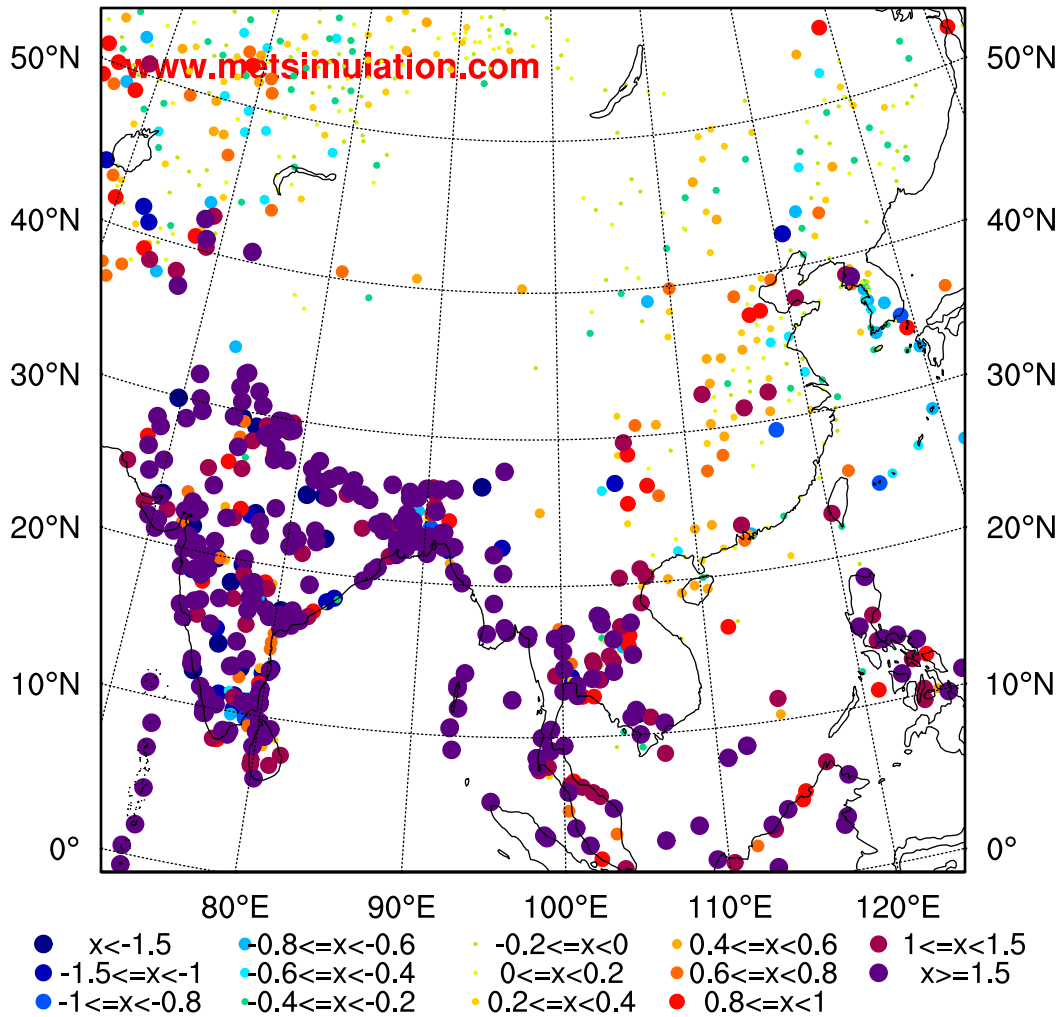 50°N 50°N
www.metsimulation.com
40°N 40°N
30°N 30°N
20°N 20°N
10°N 10°N
0° 0°
80°E 90°E 100°E 110°E 120°E
x<-1.5 -0.8<=x<-0.6 -0.2<=x<0 0.4<=x<0.6 1<=x<1.5
-1.5<=x<-1 -0.6<=x<-0.4 0<=x<0.2 0.6<=x<0.8 x>=1.5
-1<=x<-0.8 -0.4<=x<-0.2 0.2<=x<0.4 0.8<=x<1